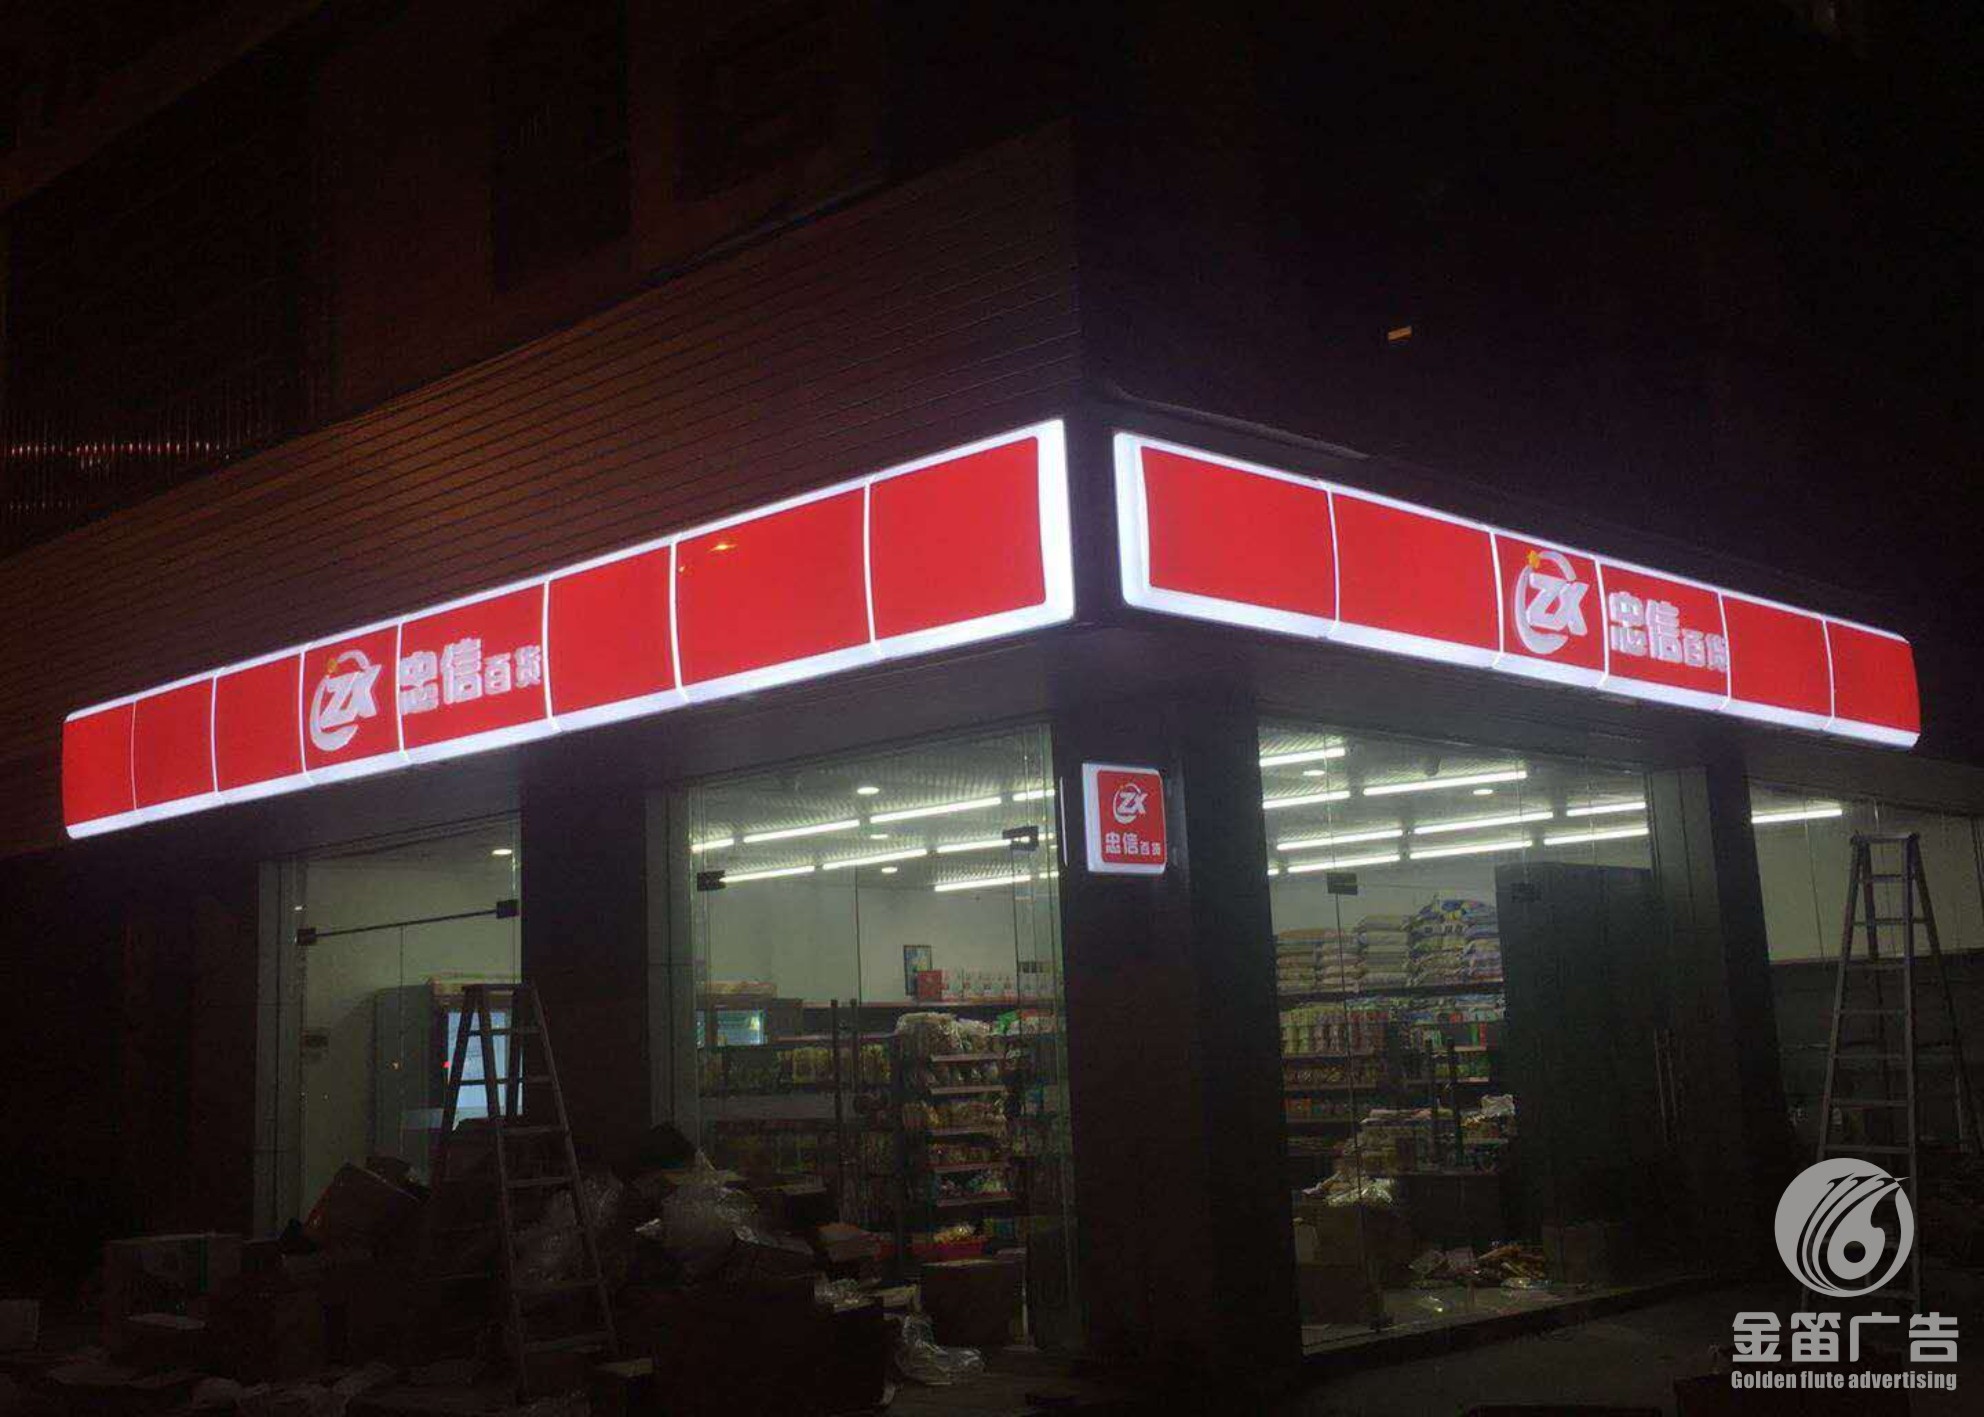 ZX 忠信百货
ZX 忠信百货
ZX
忠信百货
金笛广告
Golden flute advertising